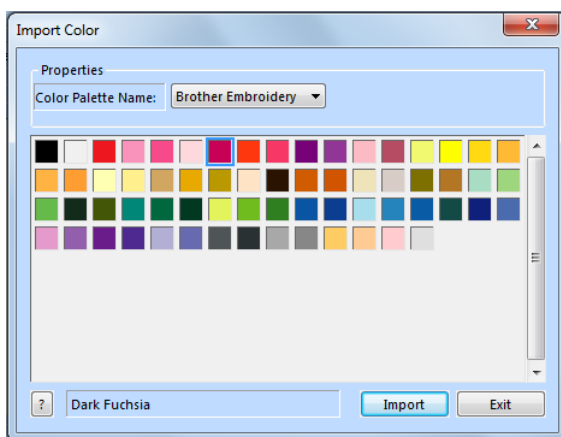 Import Color
Properties
Color Palette Name: Brother Embroidery
? Dark Fuchsia Import Exit